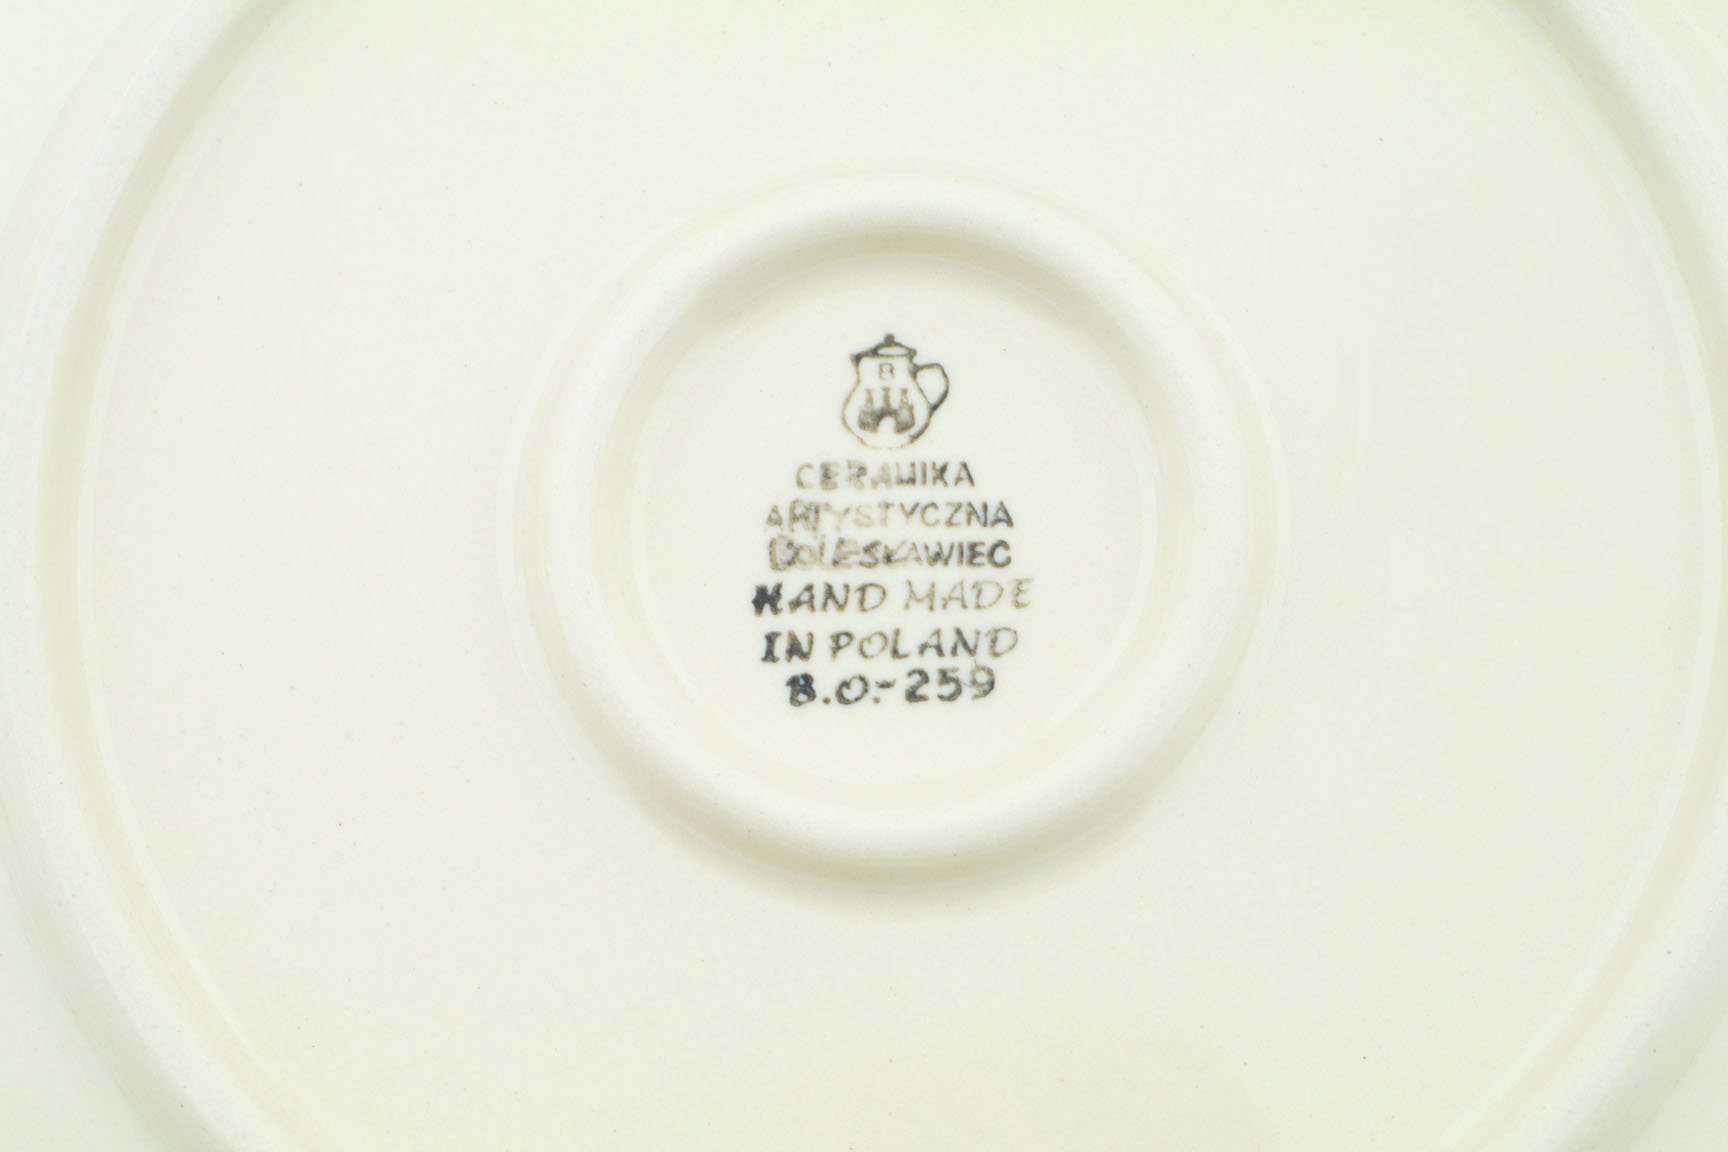 B
CERAMIKA
ARTYSTYCZNA
BOLESŁAWIEC
HAND MADE
IN POLAND
B.O.-259